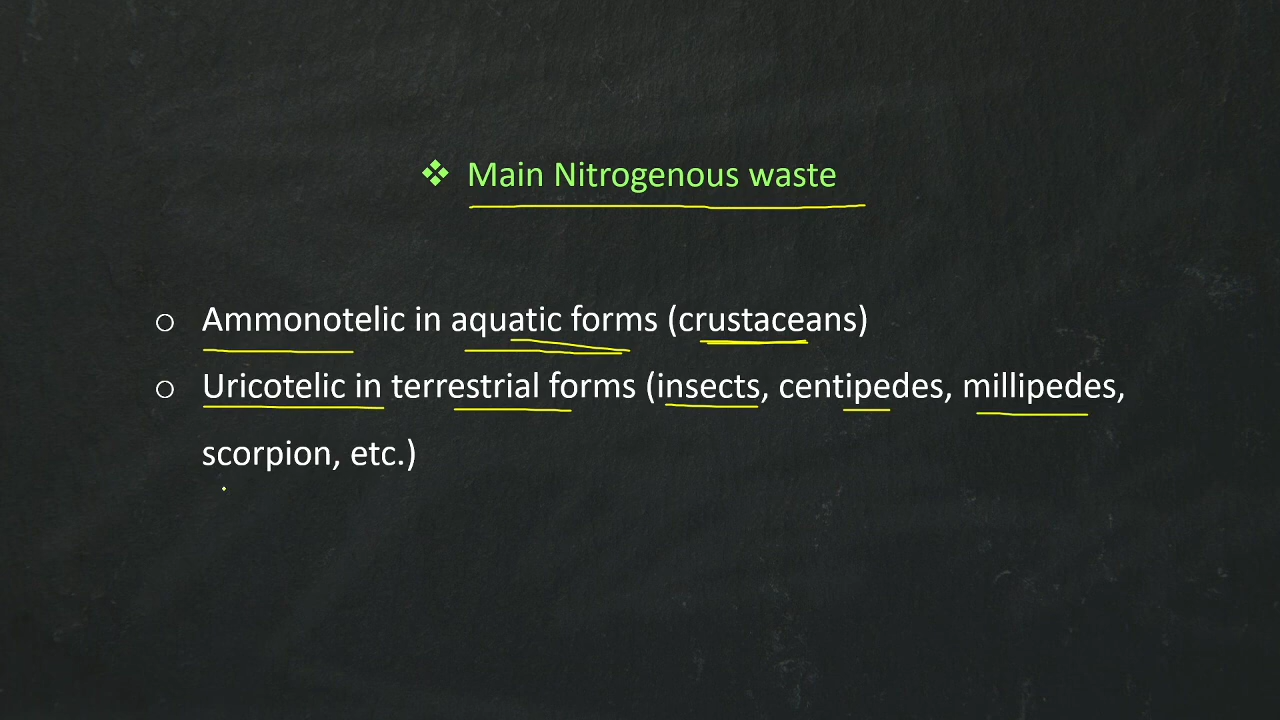 ❖ Main Nitrogenous waste
○ Ammonotelic in aquatic forms (crustaceans)
○ Uricotelic in terrestrial forms (insects, centipedes, millipedes,
scorpion, etc.)